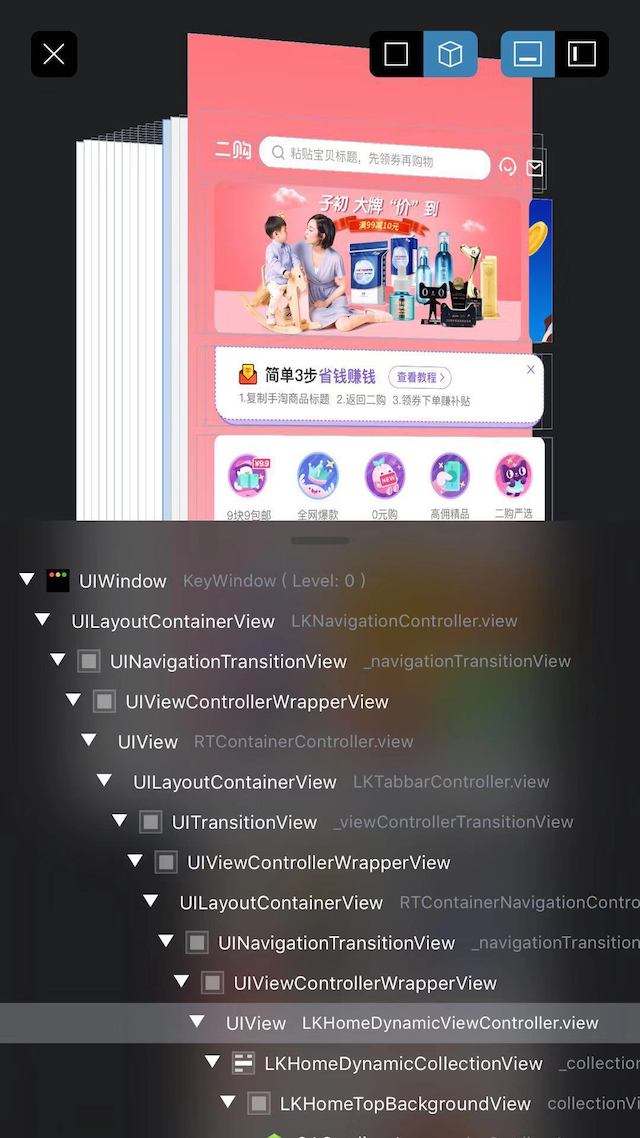 二购
粘贴宝贝标题，先领券再购物
子初 大牌“价”到
满99减10元
简单3步省钱赚钱
查看教程 >
1.复制手淘商品标题 2.返回二购 3.领券下单赚补贴
¥9.9
NEW
9块9包邮
全网爆款
0元购
高佣精品
二购严选
UIWindow KeyWindow ( Level: 0 )
UILayoutContainerView LKNavigationController.view
UINavigationTransitionView _navigationTransitionView
UIViewControllerWrapperView
UIView RTContainerController.view
UILayoutContainerView LKTabbarController.view
UITransitionView _viewControllerTransitionView
UIViewControllerWrapperView
UILayoutContainerView RTContainerNavigationContro
UINavigationTransitionView _navigationTransition
UIViewControllerWrapperView
UIView LKHomeDynamicViewController.view
LKHomeDynamicCollectionView _collection
LKHomeTopBackgroundView collectionVi